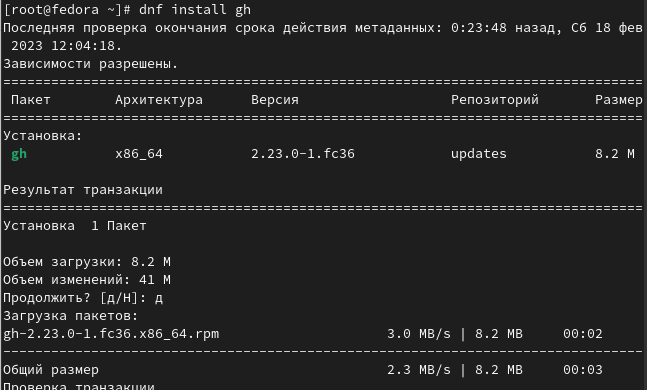 [root@fedora ~]# dnf install gh
Последняя проверка окончания срока действия метаданных: 0:23:48 назад, Сб 18 фев
2023 12:04:18.
Зависимости разрешены.
================================================================================
Пакет Архитектура Версия Репозиторий Размер
================================================================================
Установка:
gh x86_64 2.23.0-1.fc36 updates 8.2 M
Результат транзакции
================================================================================
Установка 1 Пакет
Объем загрузки: 8.2 M
Объем изменений: 41 M
Продолжить? [д/Н]: д
Загрузка пакетов:
gh-2.23.0-1.fc36.x86_64.rpm 3.0 MB/s | 8.2 MB 00:02
--------------------------------------------------------------------------------
Общий размер 2.3 MB/s | 8.2 MB 00:03
Проверка транзакции